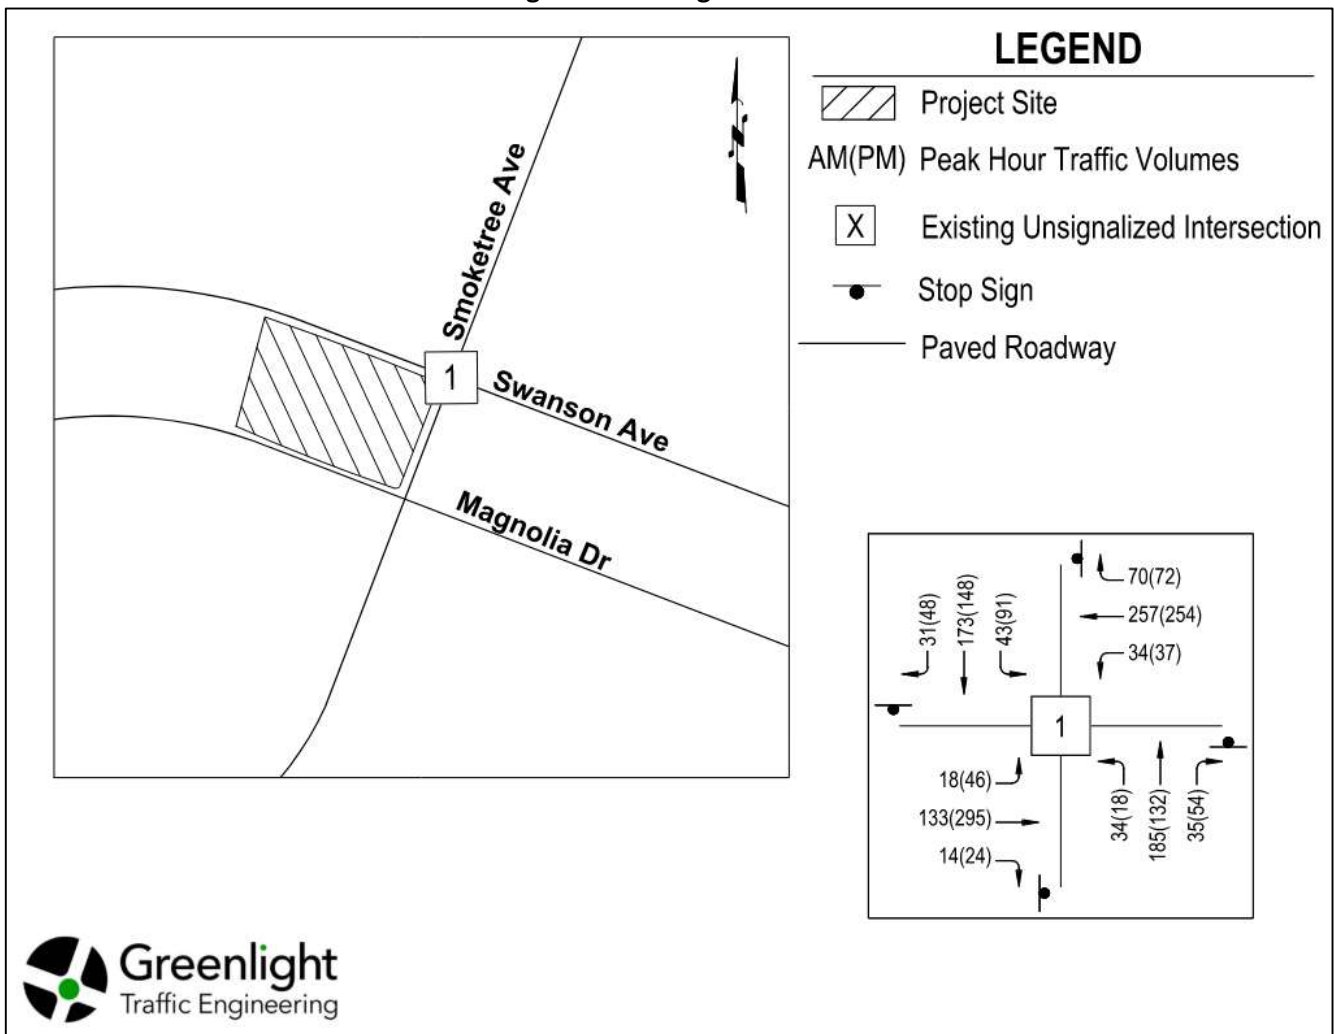 LEGEND
Project Site
AM(PM) Peak Hour Traffic Volumes
X Existing Unsignalized Intersection
Stop Sign
Paved Roadway
Smoketree Ave
1
Swanson Ave
Magnolia Dr
N
31(48)
173(148)
43(91)
70(72)
257(254)
34(37)
1
18(46)
133(295)
14(24)
34(18)
185(132)
35(54)
Greenlight
Traffic Engineering